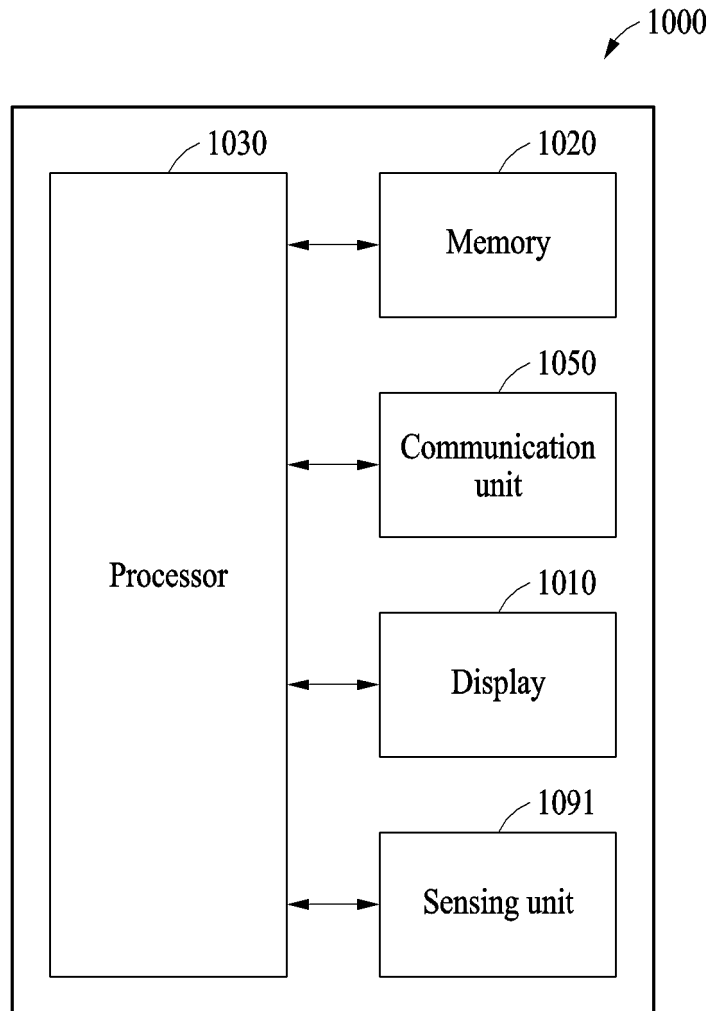 1000
1030
1020
Memory
1050
Communication
unit
Processor
1010
Display
1091
Sensing unit